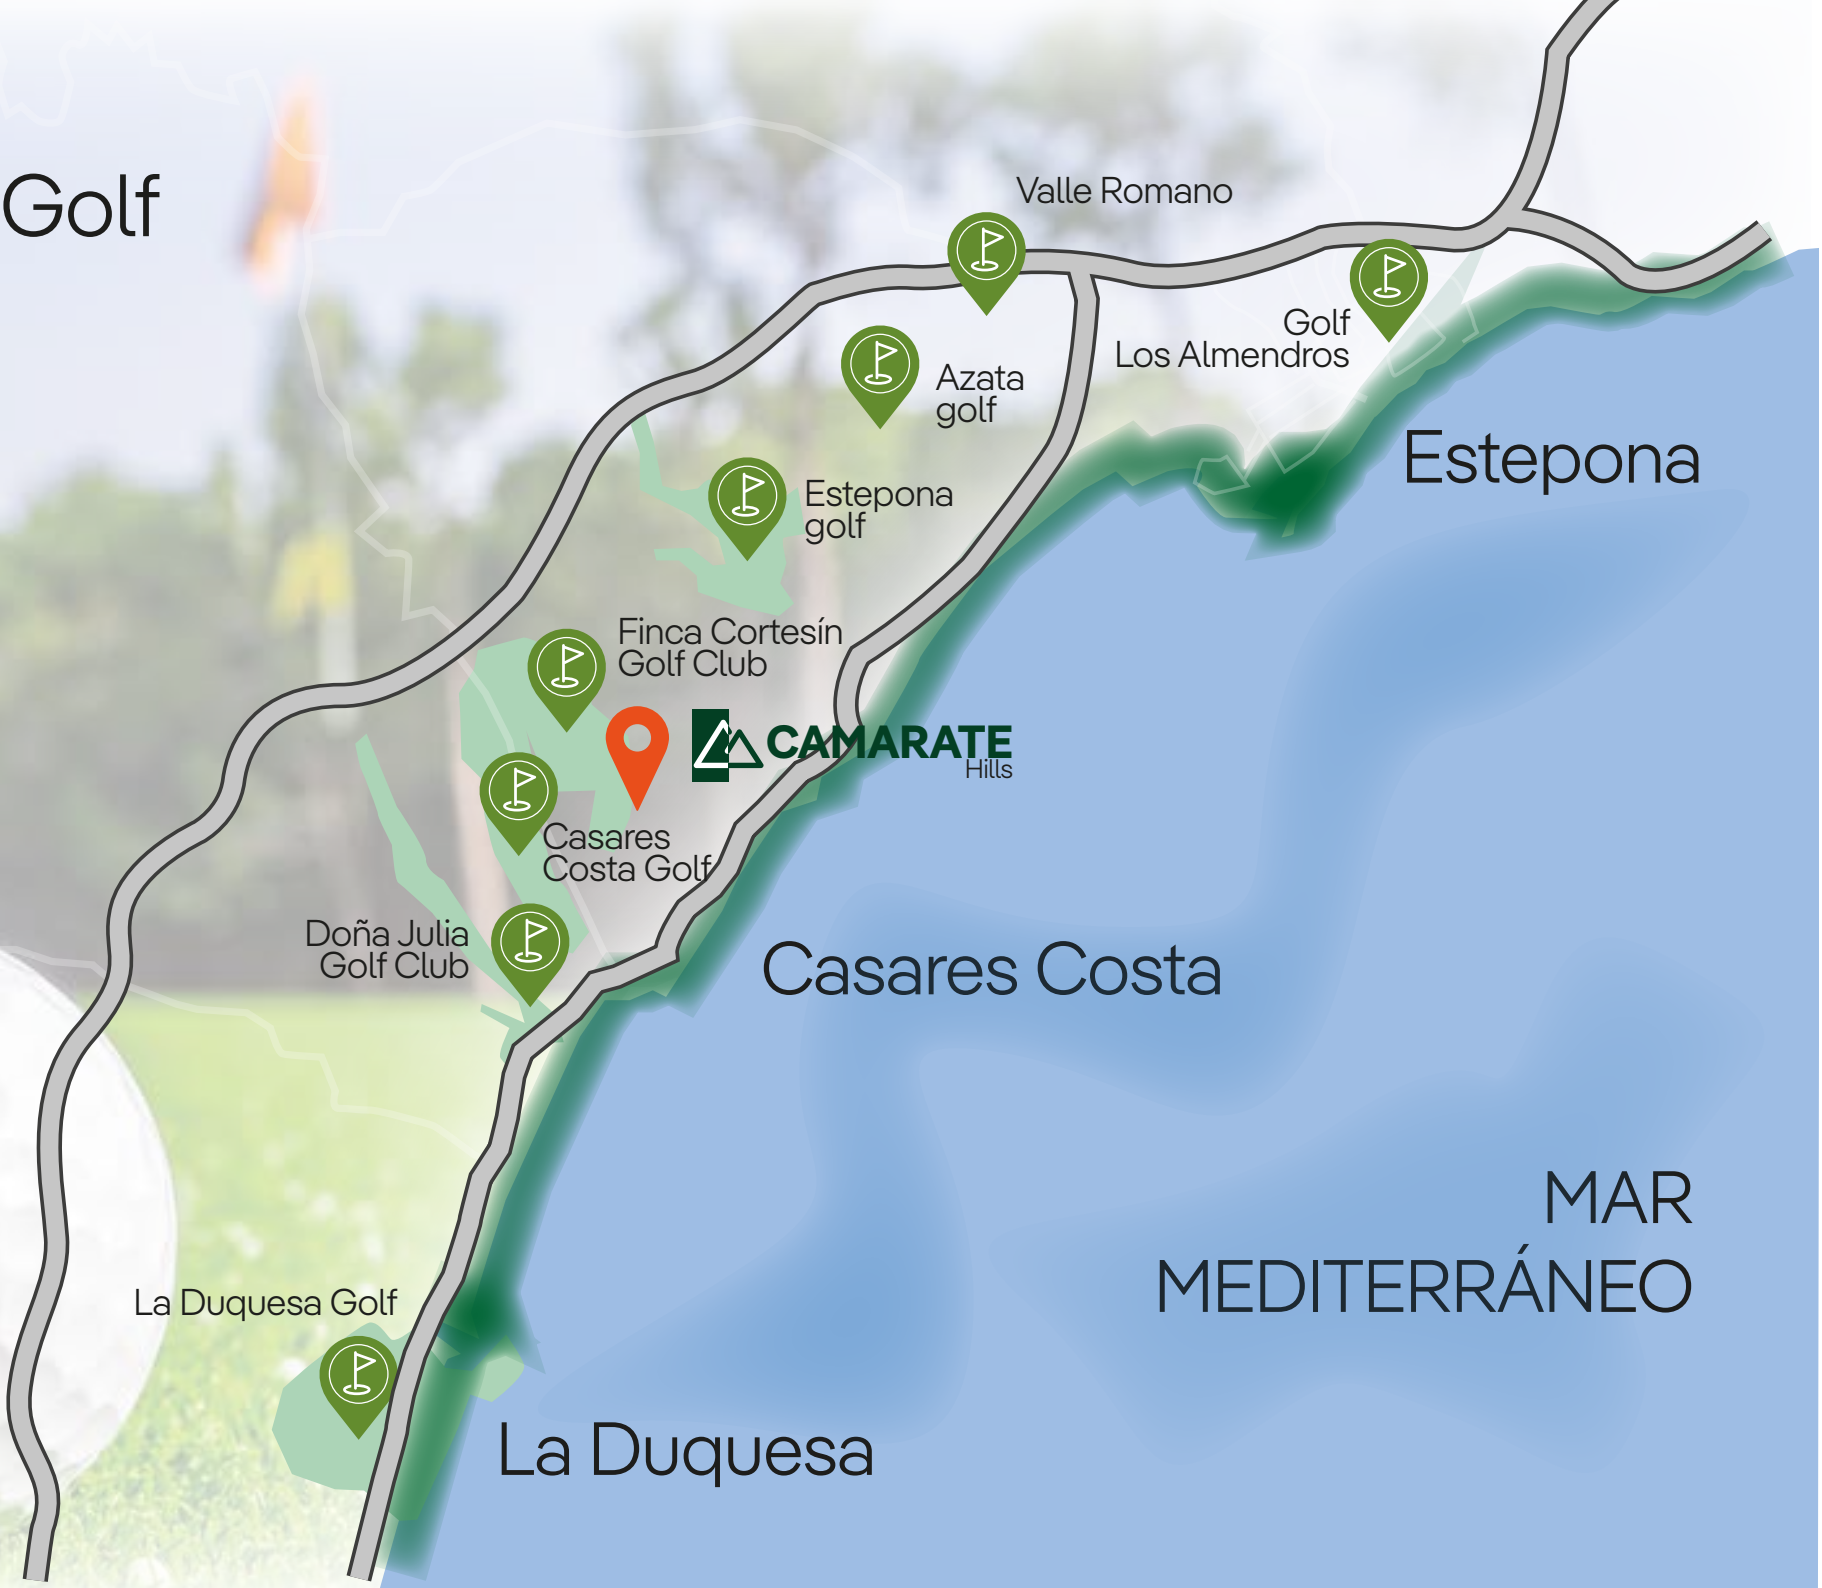 Golf
Valle Romano
Golf
Los Almendros
Azata
golf
Estepona
Estepona
golf
Finca Cortesín
Golf Club
CAMARATE
Hills
Casares
Costa Golf
Doña Julia
Golf Club
Casares Costa
MAR
MEDITERRÁNEO
La Duquesa Golf
La Duquesa